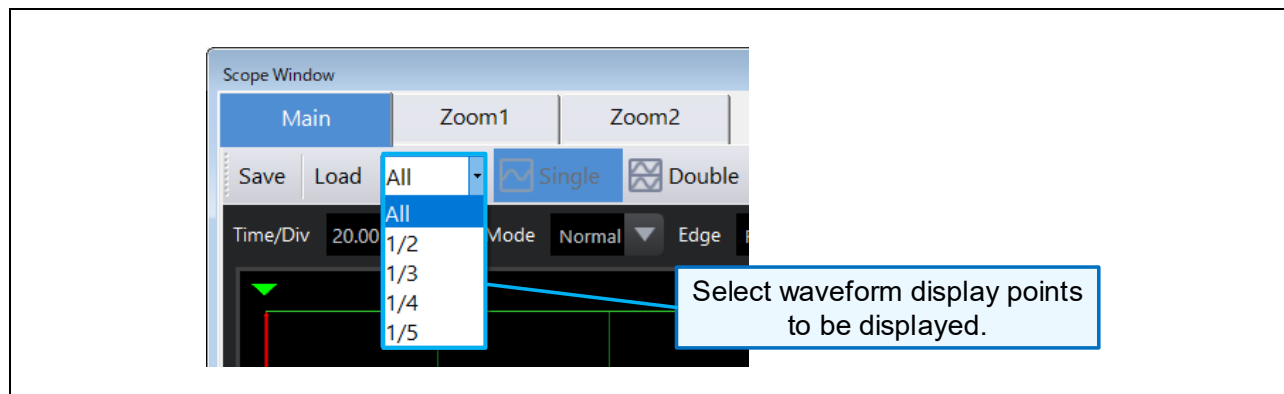 Scope Window
Main Zoom1 Zoom2
Save Load All Single Double
All
Time/Div 20.00 Mode Normal Edge
1/2
1/3
1/4
1/5
Select waveform display points
to be displayed.